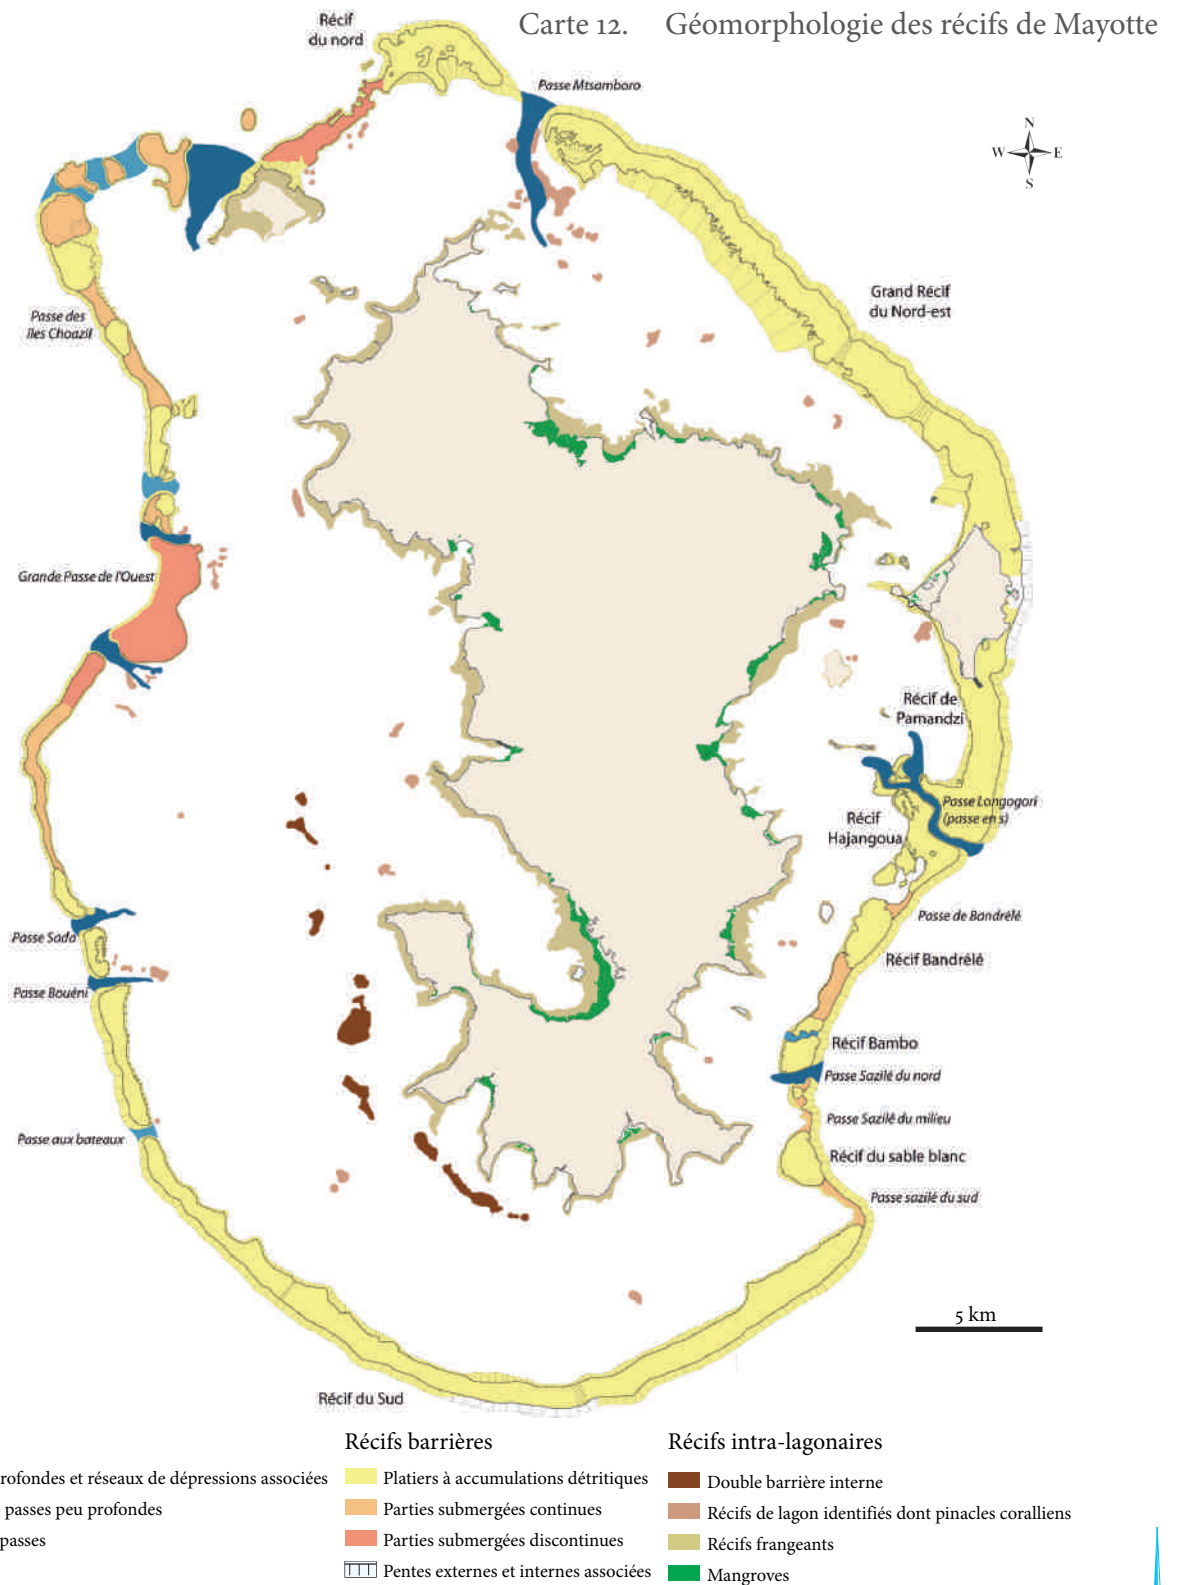 Carte 12. Géomorphologie des récifs de Mayotte
Récif
du nord
Passe Mtsamboro
N
W E
S
Grand Récif
du Nord-est
Passe des
îles Choazil
Grande Passe de l'Ouest
Récif de
Pamandzi
Passe Longogori
(passe en s)
Récif
Hajangoua
Passe de Bandrélé
Passe Sada
Récif Bandrélé
Passe Bouéni
Récif Bambo
Passe Sazilé du nord
Passe Sazilé du milieu
Passe aux bateaux
Récif du sable blanc
Passe sazilé du sud
5 km
Récif du Sud
Récifs barrières
Récifs intra-lagonaires
rofondes et réseaux de dépressions associées
passes peu profondes
passes
Platiers à accumulations détritiques
Parties submergées continues
Parties submergées discontinues
Pentes externes et internes associées
Double barrière interne
Récifs de lagon identifiés dont pinacles coralliens
Récifs frangeants
Mangroves